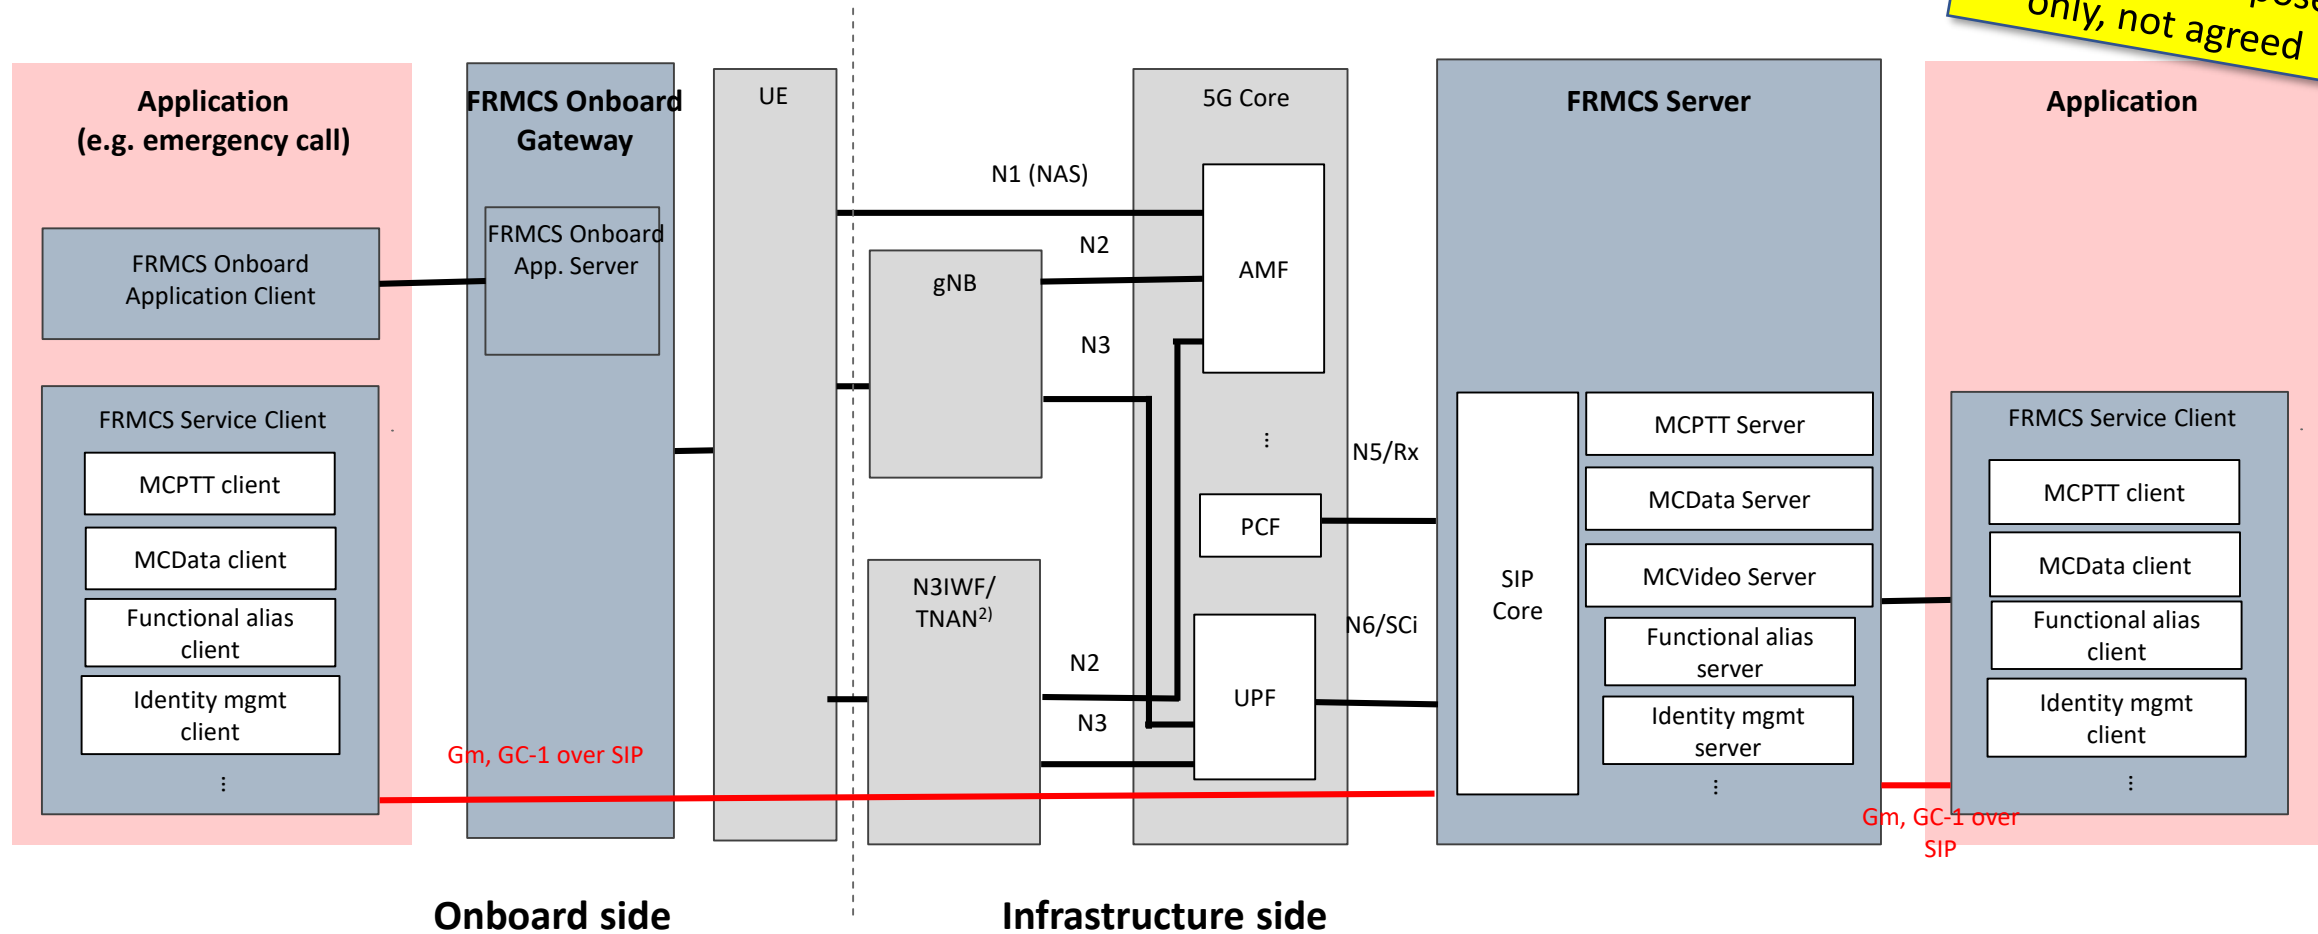 only, not agreed
Application
(e.g. emergency call)
FRMCS Onboard
Application Client
FRMCS Service Client
MCPTT client
MCData client
Functional alias
client
Identity mgmt
client
...
FRMCS Onboard
Gateway
FRMCS Onboard
App. Server
Gm, GC-1 over SIP
UE
N1 (NAS)
N2
gNB
N3
N3IWF/
TNAN2)
N2
N3
5G Core
AMF
...
PCF
UPF
N5/Rx
N6/SCi
FRMCS Server
SIP
Core
MCPTT Server
MCData Server
MCVideo Server
Functional alias
server
Identity mgmt
server
...
Application
FRMCS Service Client
MCPTT client
MCData client
Functional alias
client
Identity mgmt
client
...
Gm, GC-1 over
SIP
Onboard side
Infrastructure side